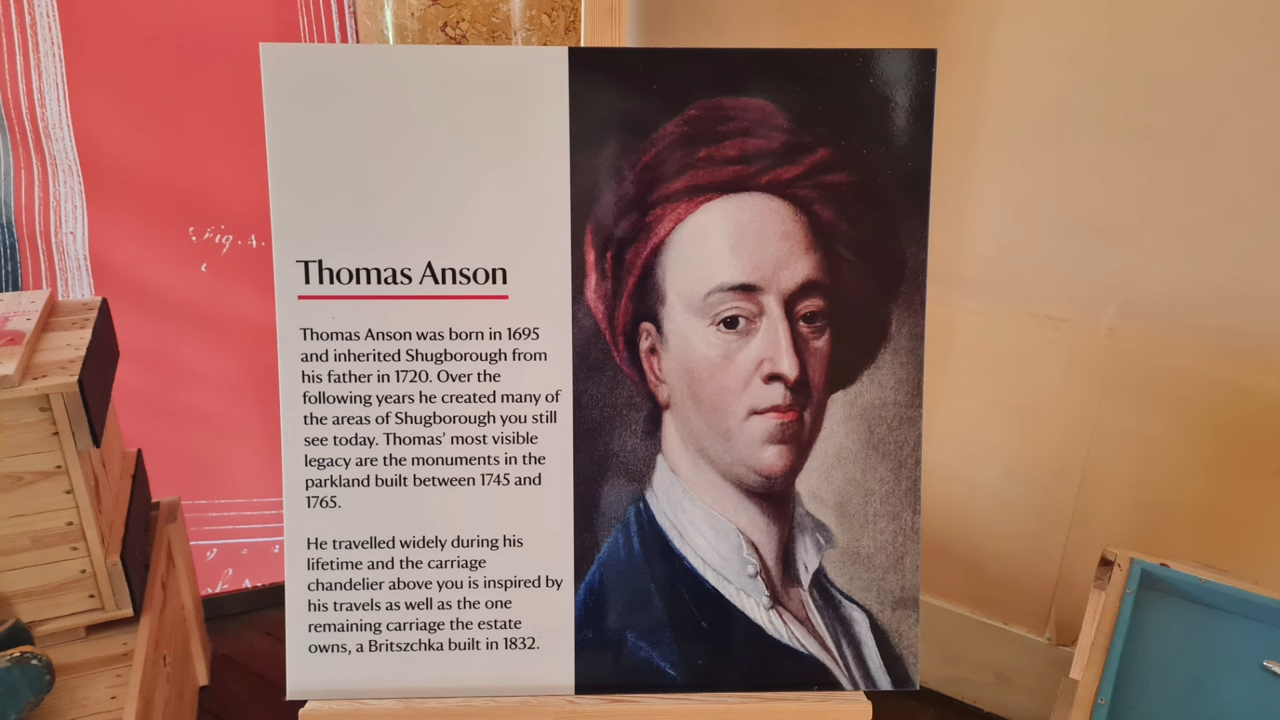 Fig. 4.
Thomas Anson
Thomas Anson was born in 1695
and inherited Shugborough from
his father in 1720. Over the
following years he created many of
the areas of Shugborough you still
see today. Thomas’ most visible
legacy are the monuments in the
parkland built between 1745 and
1765.
He travelled widely during his
lifetime and the carriage
chandelier above you is inspired by
his travels as well as the one
remaining carriage the estate
owns, a Britszchka built in 1832.